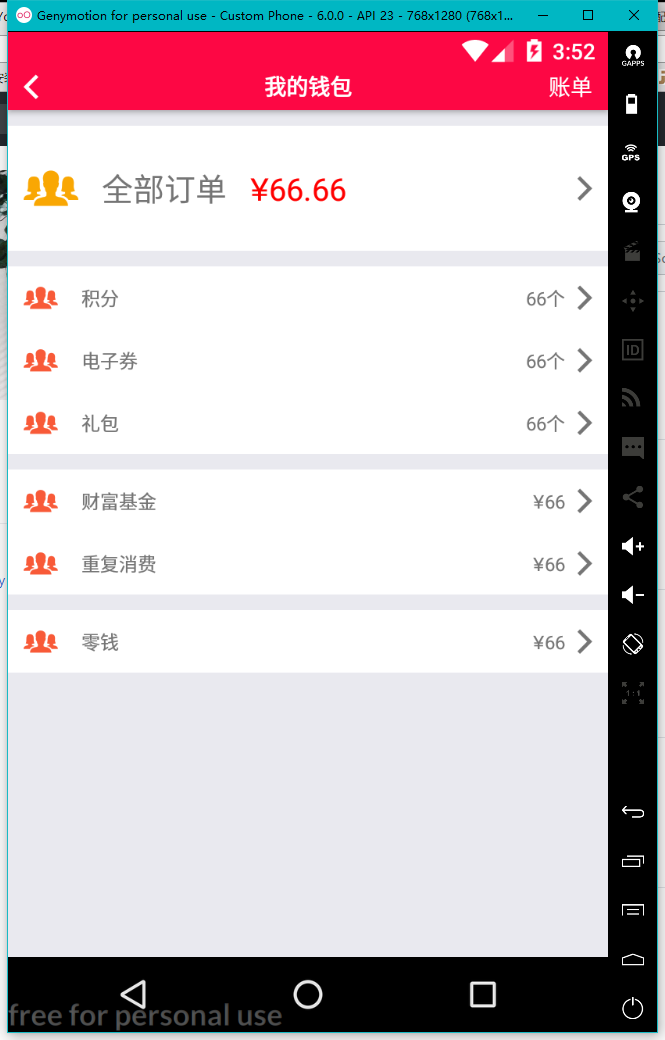 Genymotion for personal use - Custom Phone - 6.0.0 - API 23 - 768x1280 (768x1...
3:52
我的钱包 账单
全部订单 ¥66.66
积分 66个
电子券 66个
礼包 66个
财富基金 ¥66
重复消费 ¥66
零钱 ¥66
free for personal use
GAPPS
GPS
ID
1:1